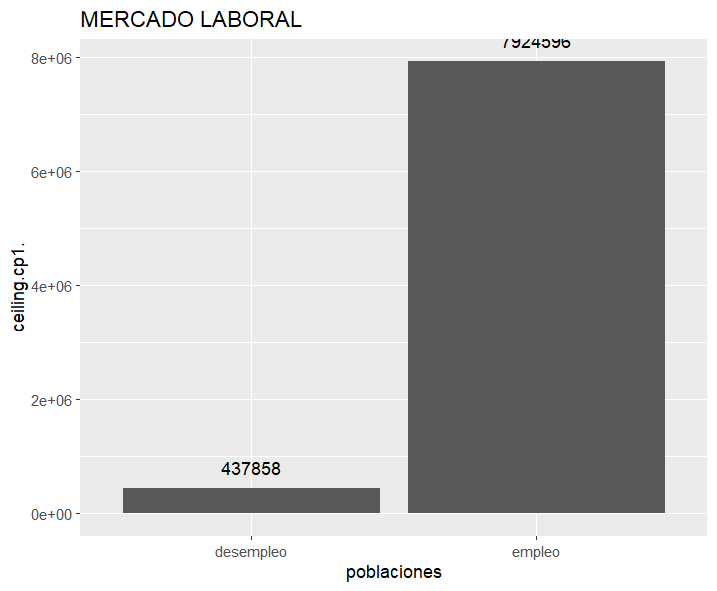 MERCADO LABORAL
7924596
8e+06
6e+06
4e+06
2e+06
0e+00
437858
ceiling.cp1.
desempleo
empleo
poblaciones